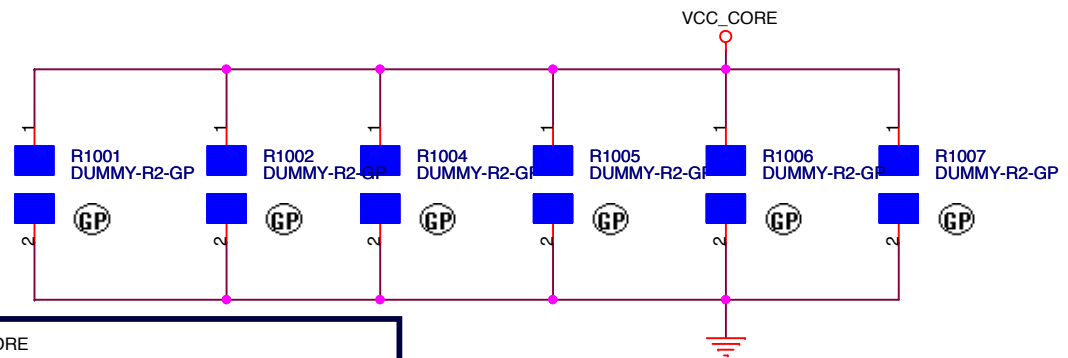 VCC_CORE
1 1 1 1 1 1
R1001 R1002 R1004 R1005 R1006 R1007
DUMMY-R2-GP DUMMY-R2-GP DUMMY-R2-GP DUMMY-R2-GP DUMMY-R2-GP DUMMY-R2-GP
GP GP GP GP GP GP
2 2 2 2 2 2
ORE